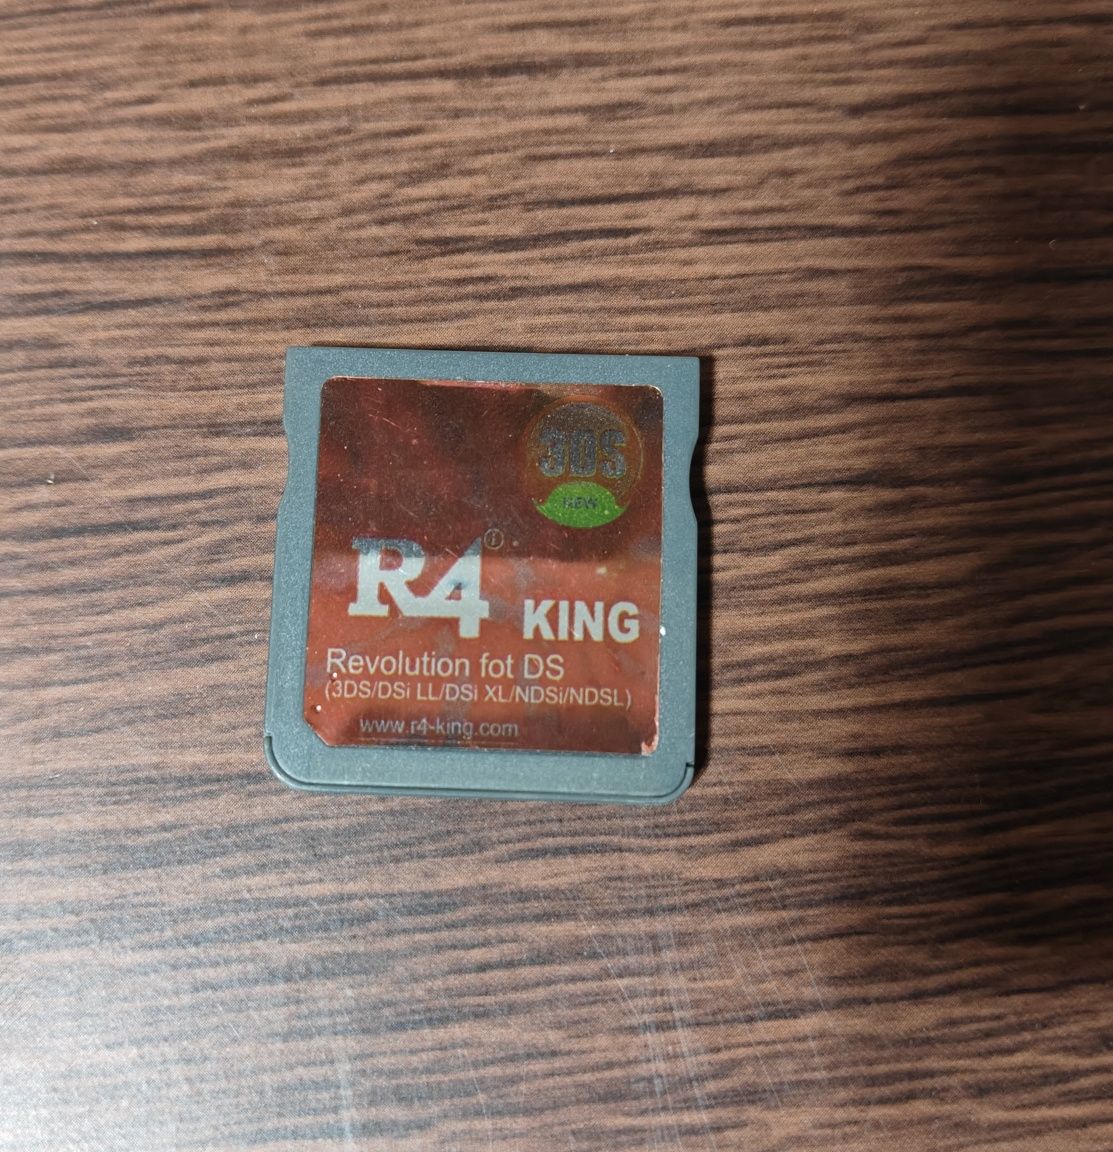 3DS
NEW
R4 i
KING
Revolution fot DS
(3DS/DSi LL/DSi XL/NDSi/NDSL)
www.r4-king.com